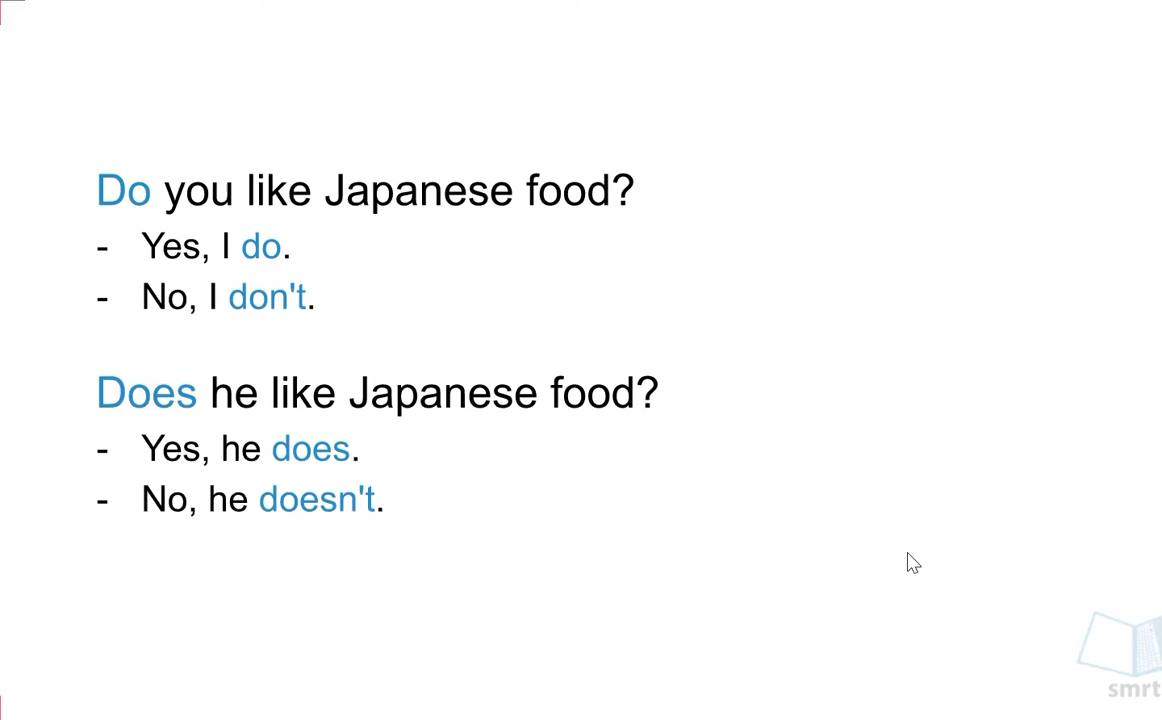 Do you like Japanese food?
- Yes, I do.
- No, I don't.
Does he like Japanese food?
- Yes, he does.
- No, he doesn't.
smrt